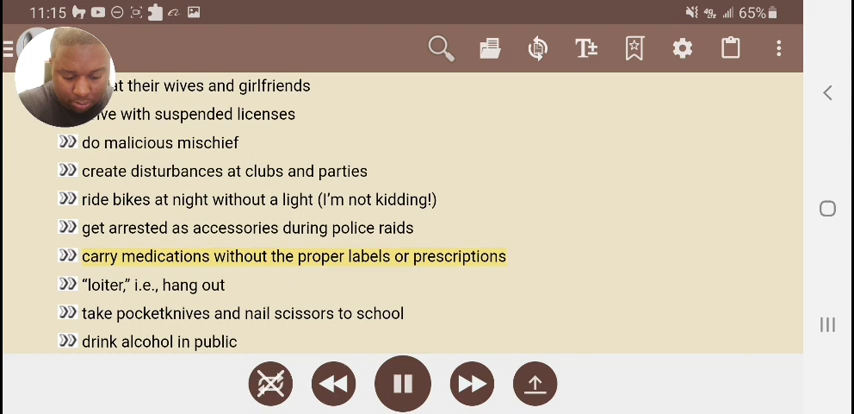 11:15
4G
65%
T±
at their wives and girlfriends
with suspended licenses
do malicious mischief
create disturbances at clubs and parties
ride bikes at night without a light (I’m not kidding!)
get arrested as accessories during police raids
carry medications without the proper labels or prescriptions
“loiter,” i.e., hang out
take pocketknives and nail scissors to school
drink alcohol in public